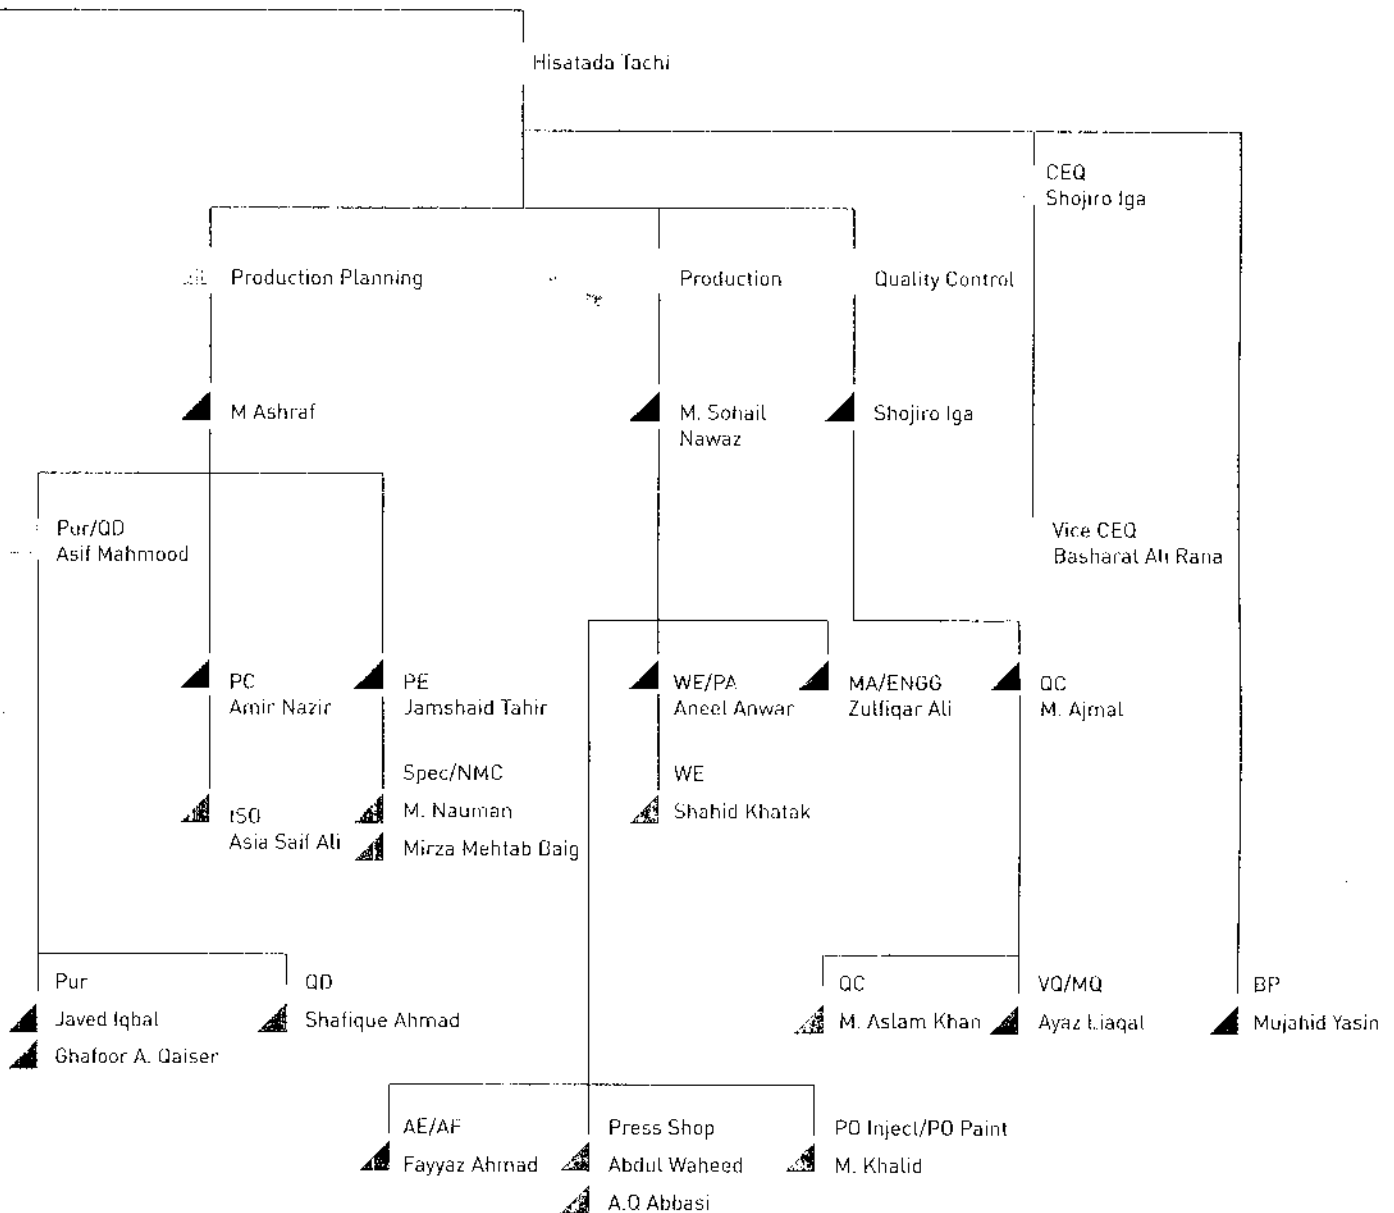 Hisatada Tachi
CEQ
Shojiro Iga
Production Planning
Production
Quality Control
M Ashraf
M. Sohail
Nawaz
Shojiro Iga
Pur/QD
Asif Mahmood
Vice CEQ
Basharat Ali Rana
PC
Amir Nazir
PE
Jamshaid Tahir
WE/PA
Aneel Anwar
MA/ENGG
Zulfiqar Ali
QC
M. Ajmal
ISO
Asia Saif Ali
Spec/NMC
M. Nauman
Mirza Mehtab Baig
WE
Shahid Khatak
Pur
Javed Iqbal
Ghafoor A. Qaiser
QD
Shafique Ahmad
QC
M. Aslam Khan
VQ/MQ
Ayaz Liaqat
BP
Mujahid Yasin
AE/AF
Fayyaz Ahmad
Press Shop
Abdul Waheed
A.Q Abbasi
PO Inject/PO Paint
M. Khalid